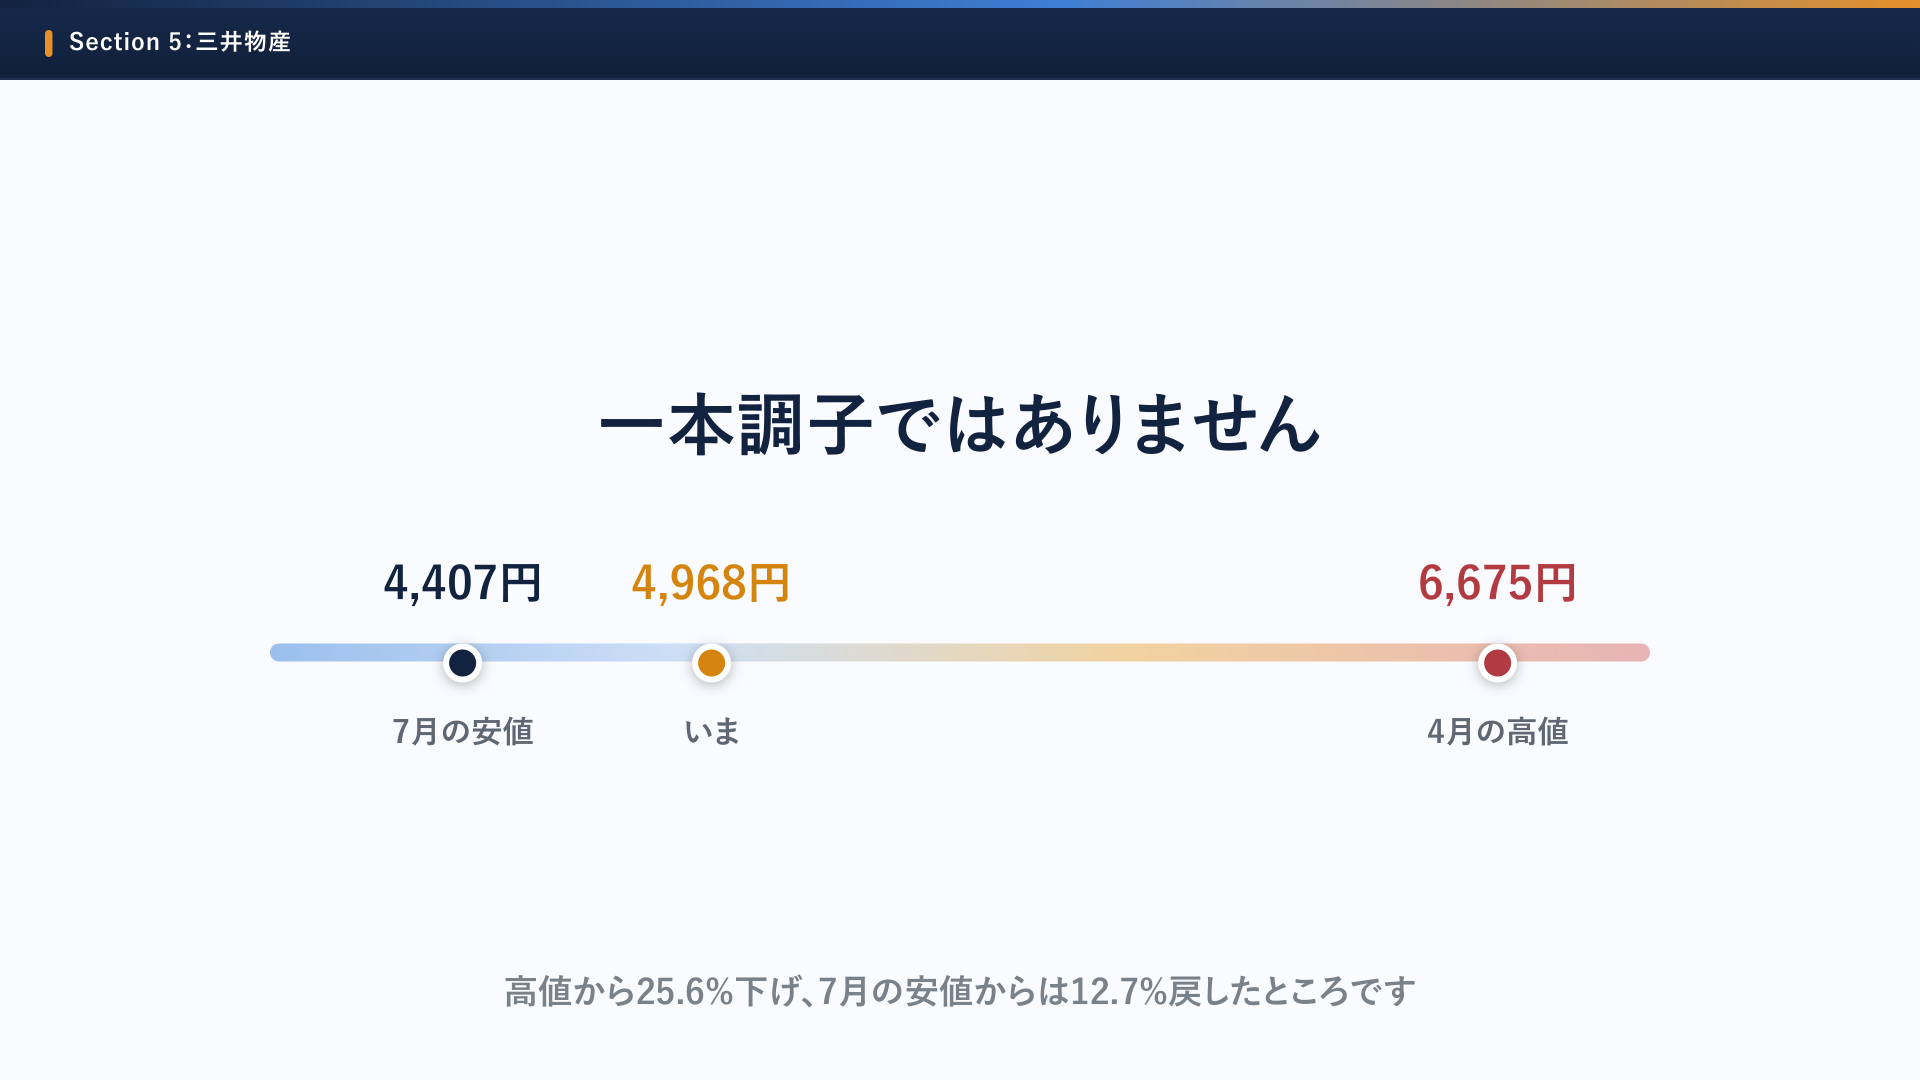 Section 5：三井物産
一本調子ではありません
4,407円
4,968円
6,675円
7月の安値
いま
4月の高値
高値から25.6%下げ、7月の安値からは12.7%戻したところです